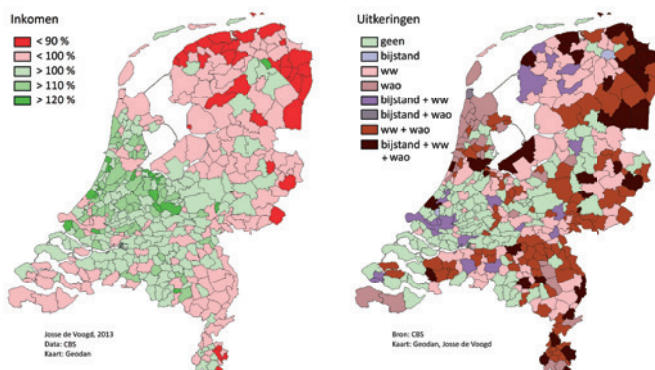 Inkomen
< 90 %
< 100 %
> 100 %
> 110 %
> 120 %
Josse de Voogd, 2013
Data: CBS
Kaart: Geodan
Uitkeringen
geen
bijstand
ww
wao
bijstand + ww
bijstand + wao
ww + wao
bijstand + ww
+ wao
Bron: CBS
Kaart: Geodan, Josse de Voogd